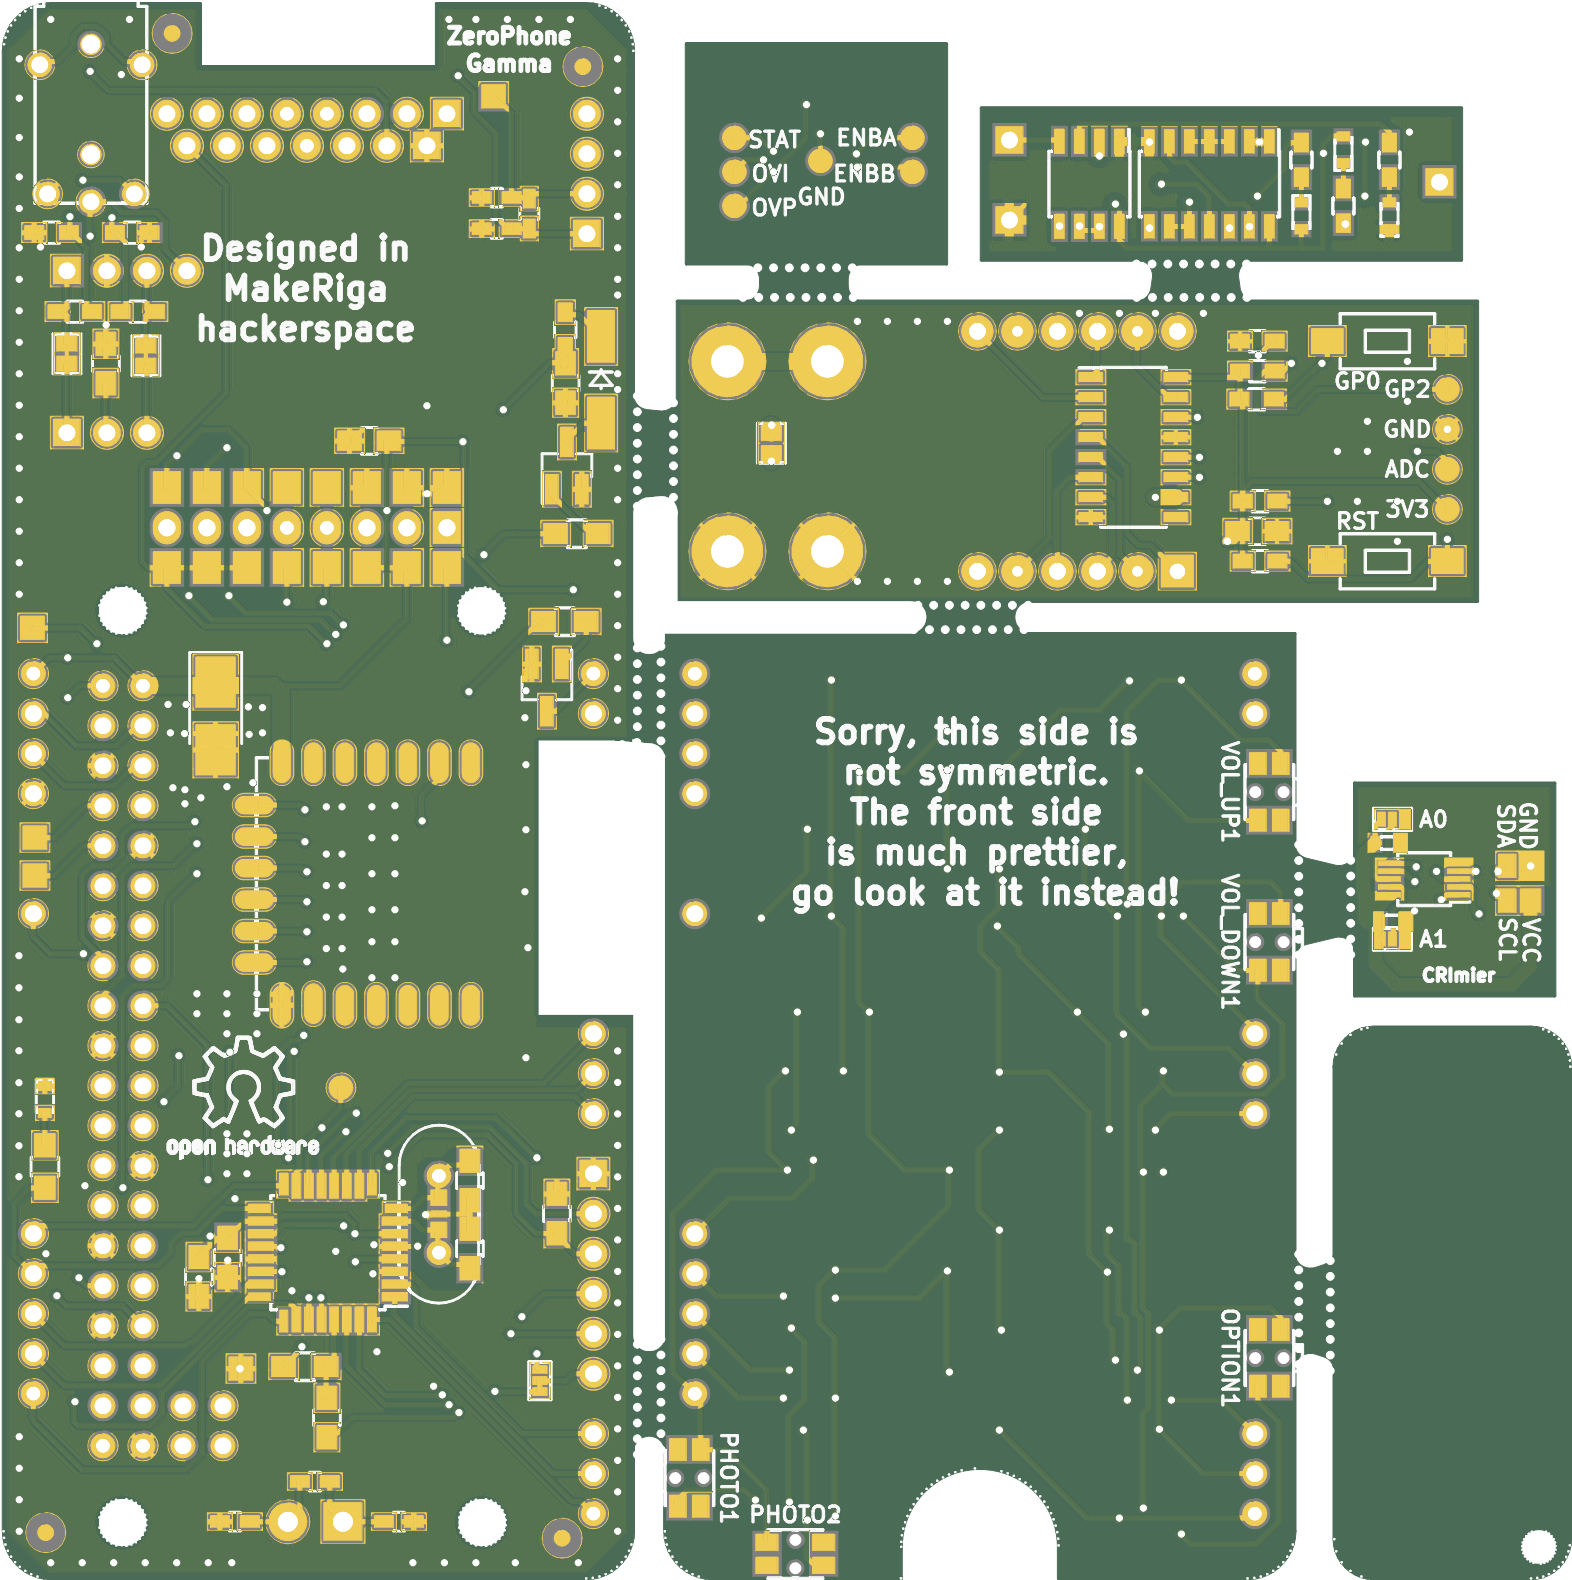 ZeroPhone
Gamma
STAT
OVI
OVP
ENBA
ENBB
GND
Designed in
MakeRiga
hackerspace
GP0
GP2
GND
ADC
3V3
RST
Sorry, this side is
not symmetric.
The front side
is much prettier,
go look at it instead!
VOL_UP1
VOL_DOWN1
A0
A1
GND
SDA
SCL
VCC
CRImier
open hardware
OPTION1
PHOTO1
PHOTO2